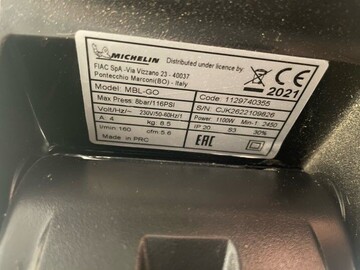 MICHELIN Distributed under licence by
FIAC SpA -Via Vizzano 23 - 40037
Pontecchio Marconi(BO) - Italy
CE
2021
Model: MBL-GO Code: 1129740355
Max Press: 8bar/116PSI S/N. CJK2622109826
Volt/Hz/~ 230V/50-60Hz/1 Power 1100W Min-1 2450
A. 4 kg. 8.5 IP 20 S3 30%
l/min 160 cfm.5.6 EAC
Made in PRC